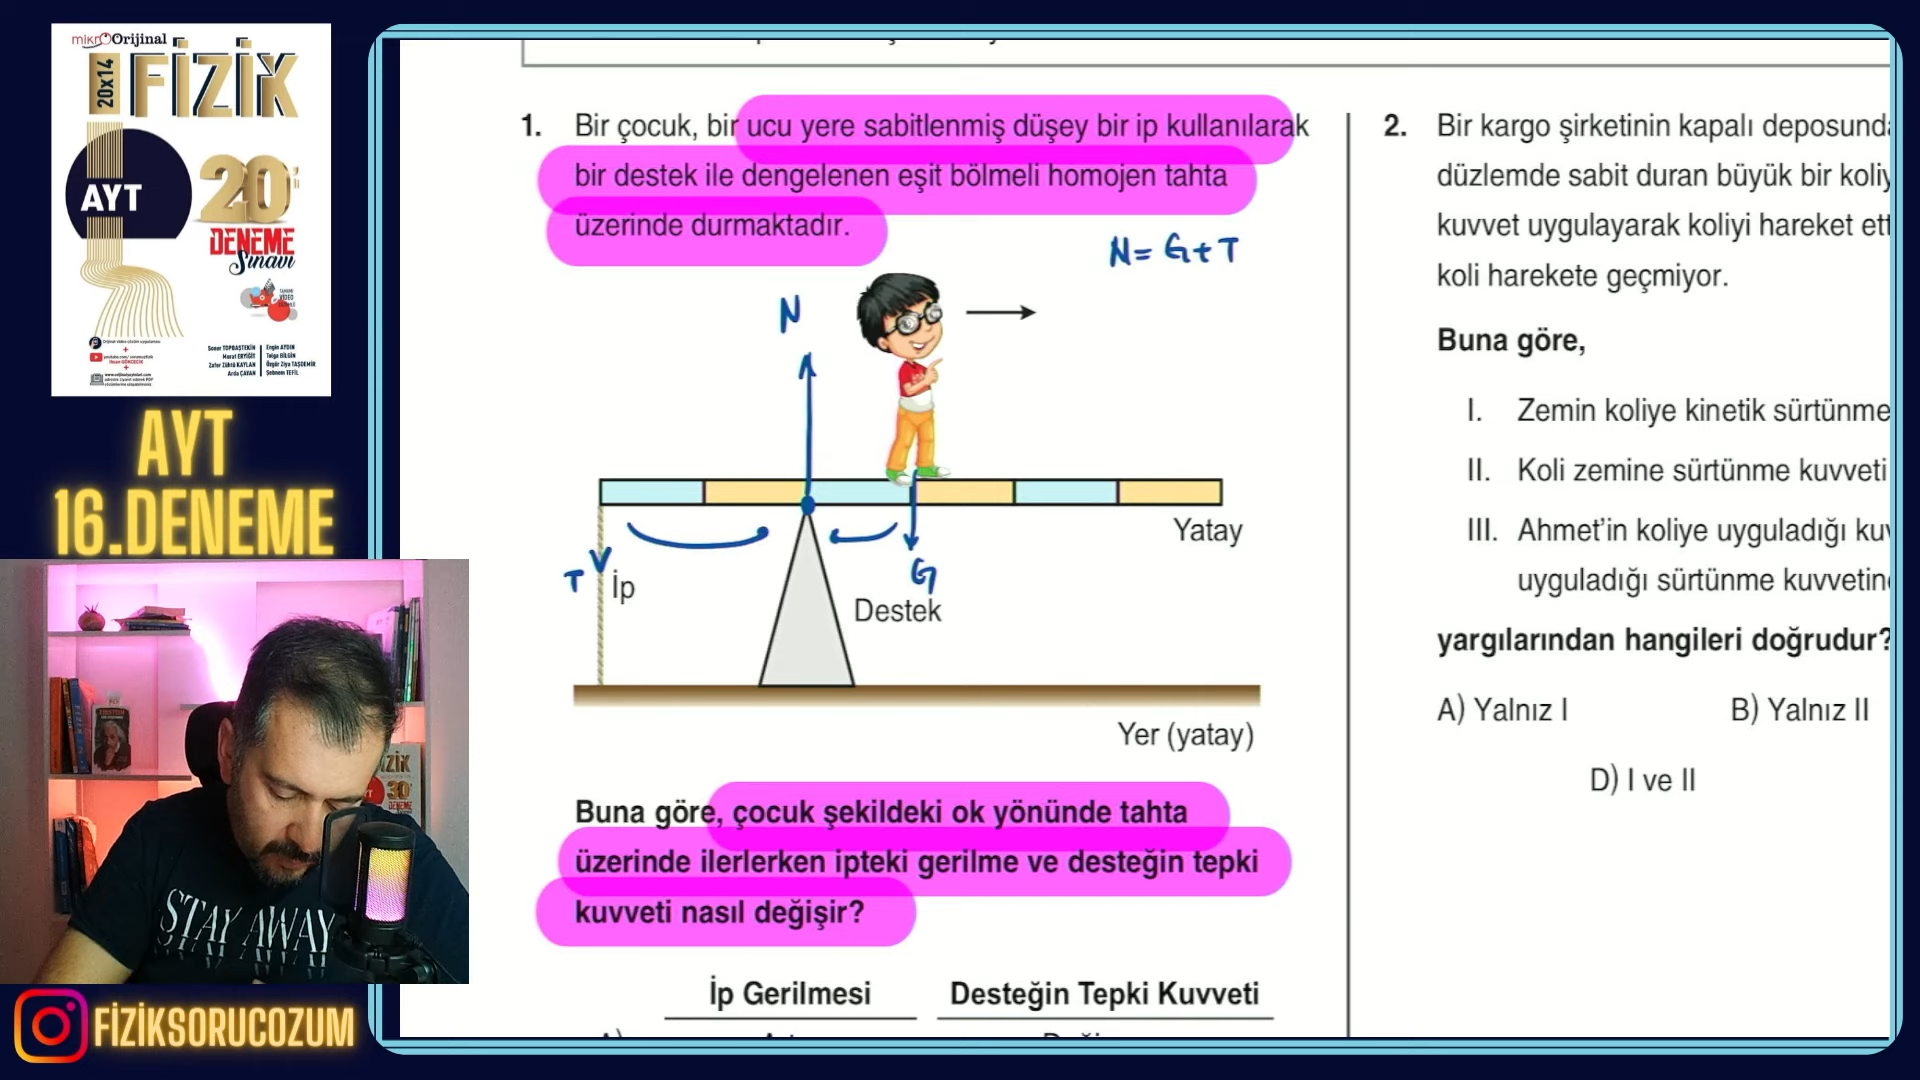 mikroOrijinal
20x14
FİZİK
AYT
20'li
DENEME
Sınavı
AYT
16.DENEME
STAY AWAY
FİZİKSORUCOZUM
1. Bir çocuk, bir ucu yere sabitlenmiş düşey bir ip kullanılarak
bir destek ile dengelenen eşit bölmeli homojen tahta
üzerinde durmaktadır.
N = G + T
N
Yatay
T
İp
G
Destek
Yer (yatay)
Buna göre, çocuk şekildeki ok yönünde tahta
üzerinde ilerlerken ipteki gerilme ve desteğin tepki
kuvveti nasıl değişir?
İp Gerilmesi Desteğin Tepki Kuvveti
2. Bir kargo şirketinin kapalı deposunda
düzlemde sabit duran büyük bir koliy
kuvvet uygulayarak koliyi hareket ett
koli harekete geçmiyor.
Buna göre,
I. Zemin koliye kinetik sürtünme
II. Koli zemine sürtünme kuvveti
III. Ahmet'in koliye uyguladığı kuv
uyguladığı sürtünme kuvvetin
yargılarından hangileri doğrudur?
A) Yalnız I B) Yalnız II
D) I ve II